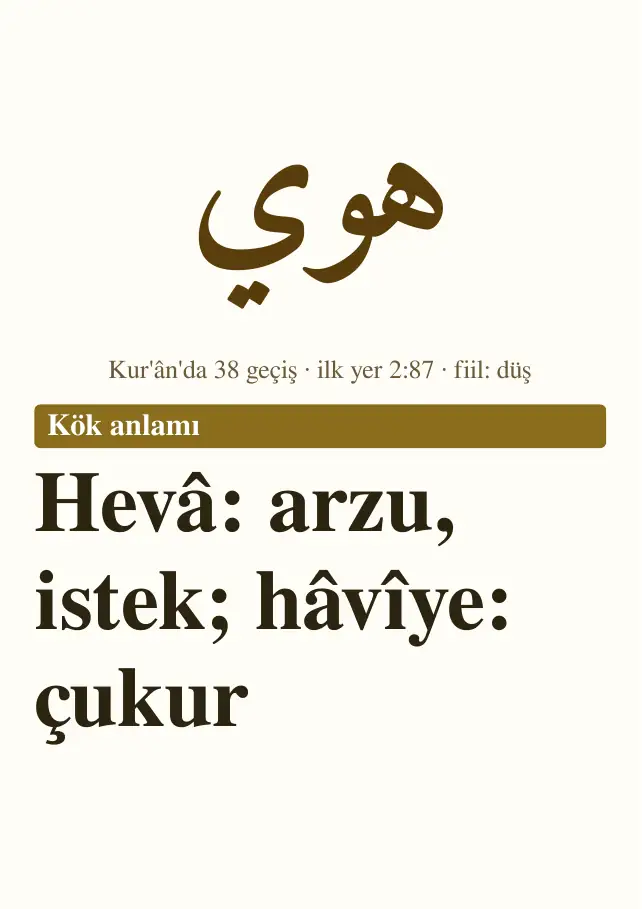 هوي
Kur'ân'da 38 geçiş · ilk yer 2:87 · fiil: düş
Kök anlamı
Hevâ: arzu,
istek; hâvîye:
çukur